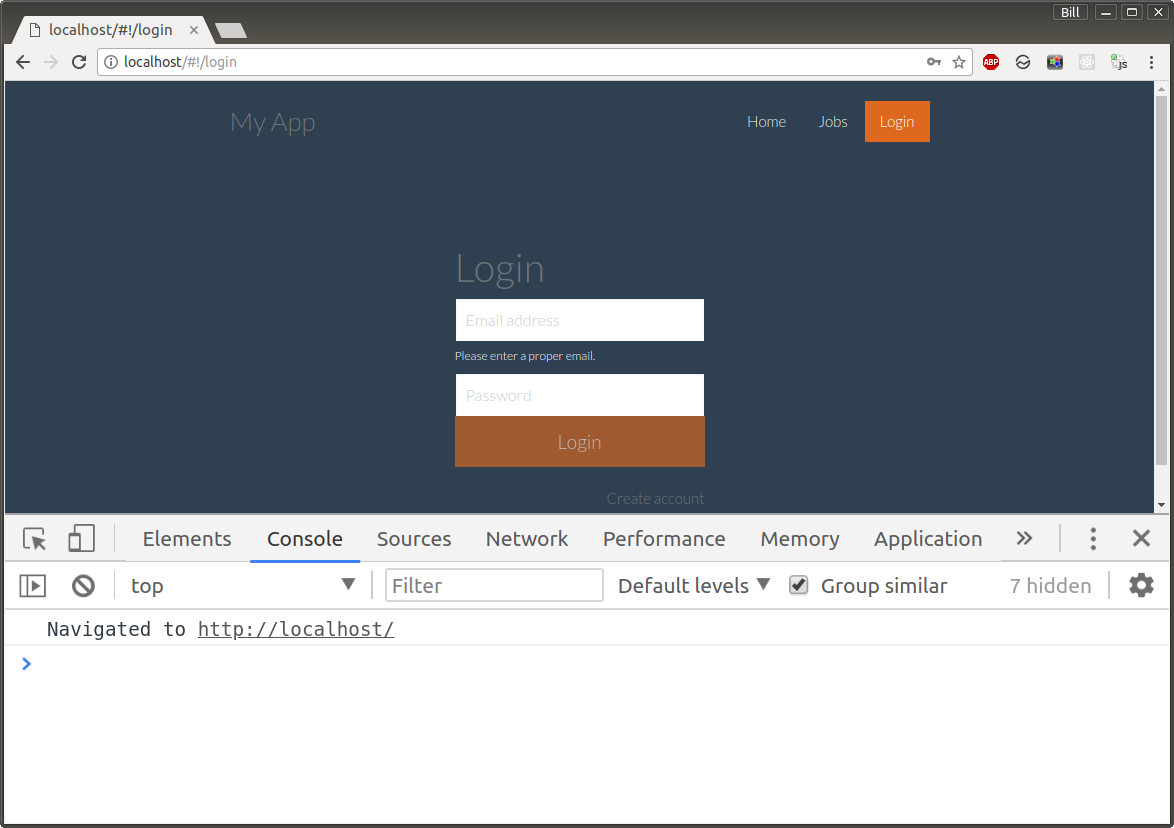 Bill
localhost/#!/login
localhost/#!/login
ABP
js
My App
Home Jobs Login
Login
Email address
Please enter a proper email.
Password
Login
Create account
Elements Console Sources Network Performance Memory Application
top Filter Default levels Group similar 7 hidden
Navigated to http://localhost/